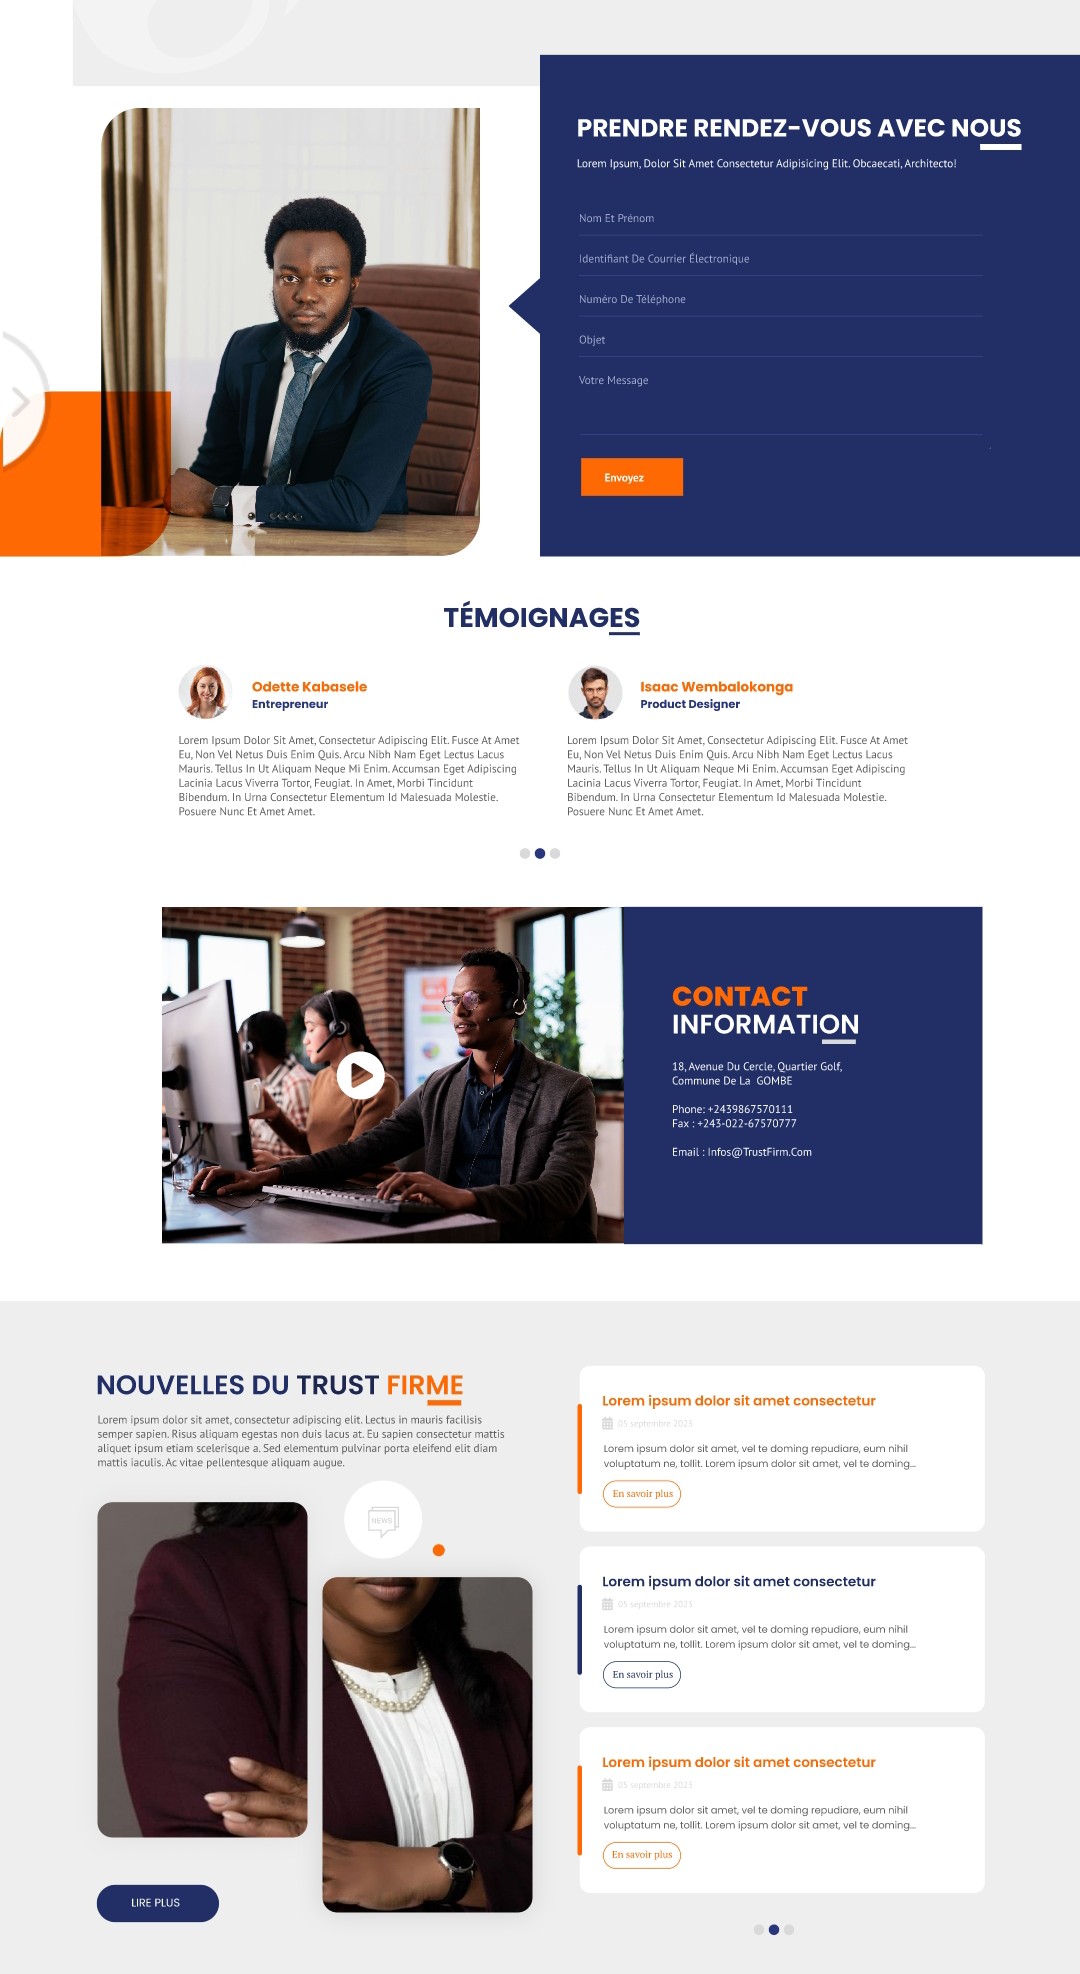 PRENDRE RENDEZ-VOUS AVEC NOUS
Lorem Ipsum, Dolor Sit Amet Consectetur Adipisicing Elit. Obcaecati, Architecto!
Nom Et Prénom
Identifiant De Courrier Électronique
Numéro De Téléphone
Objet
Votre Message
Envoyez
TÉMOIGNAGES
Odette Kabasele
Entrepreneur
Lorem Ipsum Dolor Sit Amet, Consectetur Adipiscing Elit. Fusce At Amet
Eu, Non Vel Netus Duis Enim Quis. Arcu Nibh Nam Eget Lectus Lacus
Mauris. Tellus In Ut Aliquam Neque Mi Enim. Accumsan Eget Adipiscing
Lacinia Lacus Viverra Tortor, Feugiat. In Amet, Morbi Tincidunt
Bibendum. In Urna Consectetur Elementum Id Malesuada Molestie.
Posuere Nunc Et Amet Amet.
Isaac Wembalokonga
Product Designer
Lorem Ipsum Dolor Sit Amet, Consectetur Adipiscing Elit. Fusce At Amet
Eu, Non Vel Netus Duis Enim Quis. Arcu Nibh Nam Eget Lectus Lacus
Mauris. Tellus In Ut Aliquam Neque Mi Enim. Accumsan Eget Adipiscing
Lacinia Lacus Viverra Tortor, Feugiat. In Amet, Morbi Tincidunt
Bibendum. In Urna Consectetur Elementum Id Malesuada Molestie.
Posuere Nunc Et Amet Amet.
CONTACT
INFORMATION
18, Avenue Du Cercle, Quartier Golf,
Commune De La GOMBE
Phone: +2439867570111
Fax : +243-022-67570777
Email : Infos@TrustFirm.Com
NOUVELLES DU TRUST FIRME
Lorem ipsum dolor sit amet, consectetur adipiscing elit. Lectus in mauris facilisis
semper sapien. Risus aliquam egestas non duis lacus at. Eu sapien consectetur mattis
aliquet ipsum etiam scelerisque a. Sed elementum pulvinar porta eleifend elit diam
mattis iaculis. Ac vitae pellentesque aliquam augue.
NEWS
LIRE PLUS
Lorem ipsum dolor sit amet consectetur
05 septembre 2023
Lorem ipsum dolor sit amet, vel te doming repudiare, eum nihil
voluptatum ne, tollit. Lorem ipsum dolor sit amet, vel te doming...
En savoir plus
Lorem ipsum dolor sit amet consectetur
05 septembre 2023
Lorem ipsum dolor sit amet, vel te doming repudiare, eum nihil
voluptatum ne, tollit. Lorem ipsum dolor sit amet, vel te doming...
En savoir plus
Lorem ipsum dolor sit amet consectetur
05 septembre 2023
Lorem ipsum dolor sit amet, vel te doming repudiare, eum nihil
voluptatum ne, tollit. Lorem ipsum dolor sit amet, vel te doming...
En savoir plus